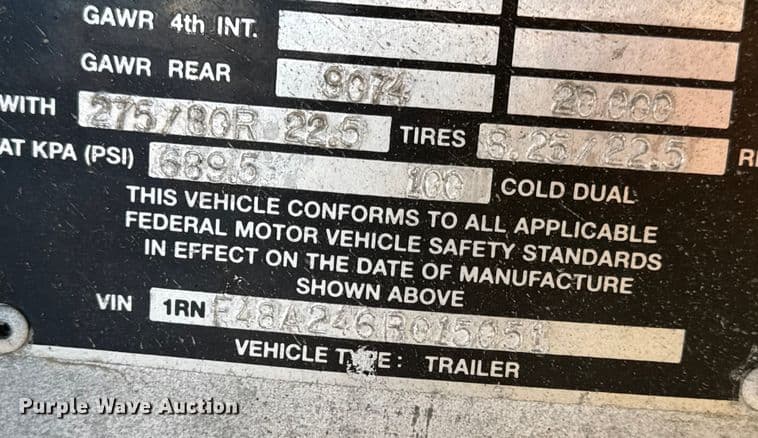 GAWR 4th INT.
GAWR REAR 9074 20,000
WITH 275/80R 22.5 TIRES 8.25/22.5
AT KPA (PSI) 689.5 100 COLD DUAL
THIS VEHICLE CONFORMS TO ALL APPLICABLE
FEDERAL MOTOR VEHICLE SAFETY STANDARDS
IN EFFECT ON THE DATE OF MANUFACTURE
SHOWN ABOVE
VIN 1RNF48A246R015051
VEHICLE TYPE: TRAILER
Purple Wave Auction